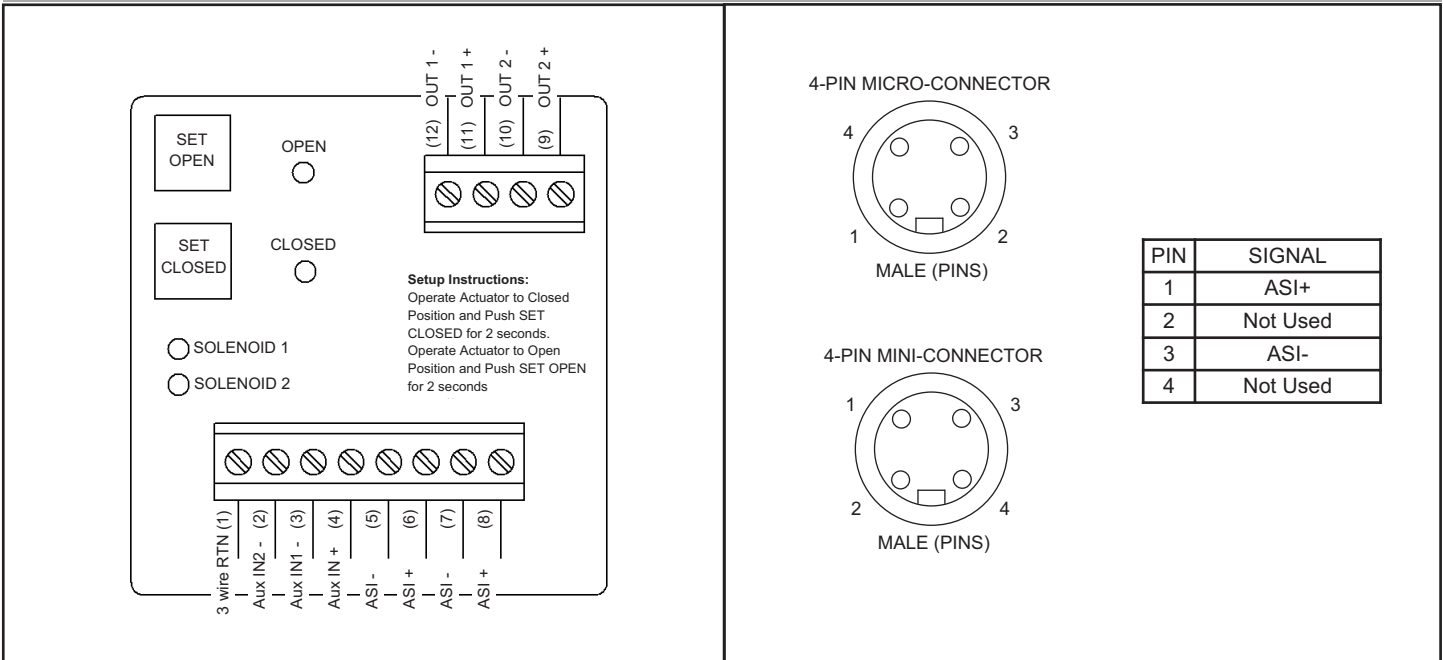 OUT 1 -
OUT 1 +
OUT 2 -
OUT 2 +
(12)
(11)
(10)
(9)
SET
OPEN
OPEN
SET
CLOSED
CLOSED
Setup Instructions:
Operate Actuator to Closed
Position and Push SET
CLOSED for 2 seconds.
Operate Actuator to Open
Position and Push SET OPEN
for 2 seconds
SOLENOID 1
SOLENOID 2
3 wire RTN (1)
Aux IN2 - (2)
Aux IN1 - (3)
Aux IN + (4)
ASI - (5)
ASI + (6)
ASI - (7)
ASI + (8)
4-PIN MICRO-CONNECTOR
4 3
1 2
MALE (PINS)
4-PIN MINI-CONNECTOR
1 3
2 4
MALE (PINS)
PIN SIGNAL
1 ASI+
2 Not Used
3 ASI-
4 Not Used